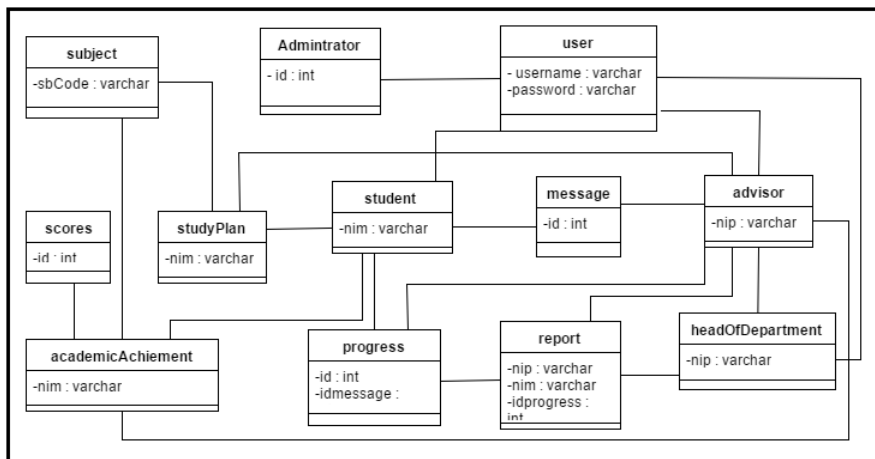 subject
-sbCode : varchar
Admintrator
- id : int
user
- username : varchar
-password : varchar
scores
-id : int
studyPlan
-nim : varchar
student
-nim : varchar
message
-id : int
advisor
-nip : varchar
academicAchiement
-nim : varchar
progress
-id : int
-idmessage :
report
-nip : varchar
-nim : varchar
-idprogress :
int
headOfDepartment
-nip : varchar